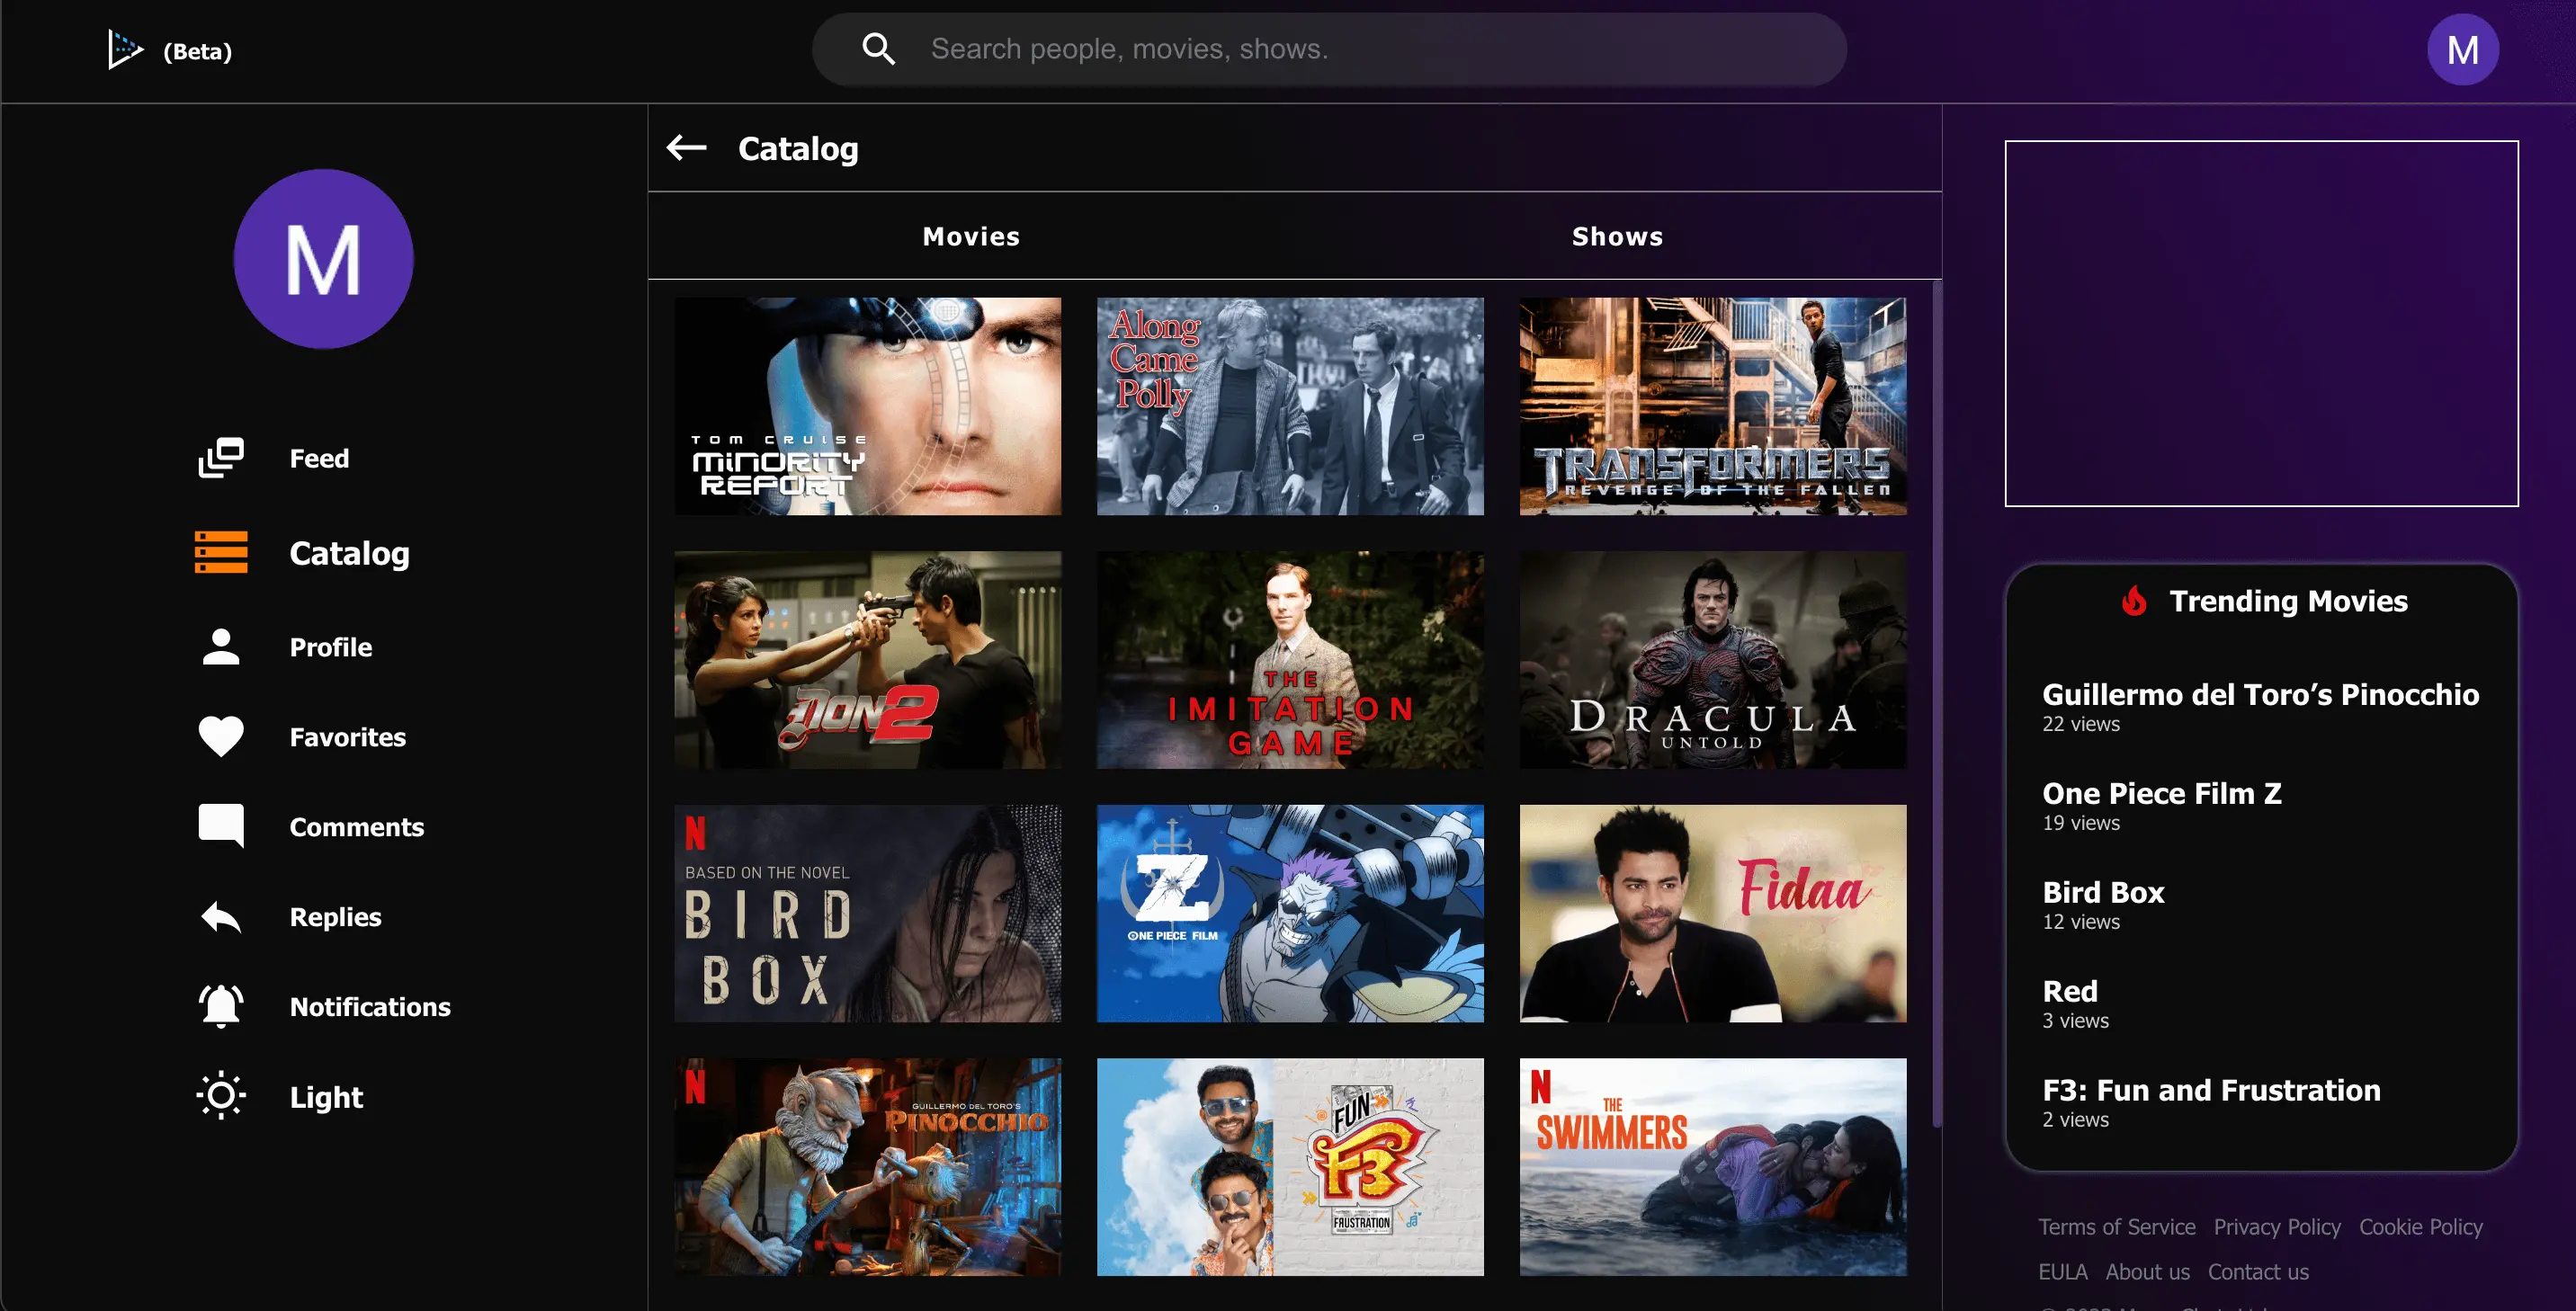 (Beta)
Search people, movies, shows.
M
M
Feed
Catalog
Profile
Favorites
Comments
Replies
Notifications
Light
Catalog
Movies Shows
TOM CRUISE
MINORITY
REPORT
Along
Came
Polly
TRANSFORMERS
REVENGE OF THE FALLEN
DON 2
THE
IMITATION
GAME
DRACULA
UNTOLD
N
BASED ON THE NOVEL
BIRD
BOX
Z
ONE PIECE FILM
Fidaa
N
GUILLERMO DEL TORO'S
PINOCCHIO
FUN
F3
FRUSTRATION
N
THE
SWIMMERS
Trending Movies
Guillermo del Toro’s Pinocchio
22 views
One Piece Film Z
19 views
Bird Box
12 views
Red
3 views
F3: Fun and Frustration
2 views
Terms of Service Privacy Policy Cookie Policy
EULA About us Contact us